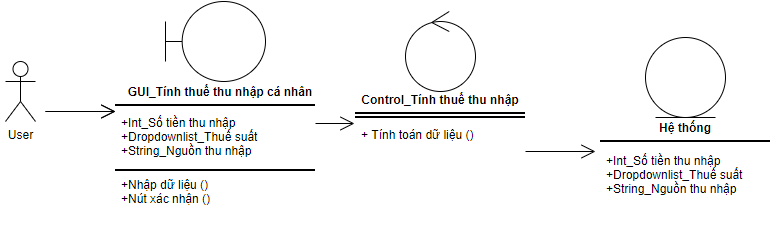 User
GUI_Tính thuế thu nhập cá nhân
+Int_Số tiền thu nhập
+Dropdownlist_Thuế suất
+String_Nguồn thu nhập
+Nhập dữ liệu ()
+Nút xác nhận ()
Control_Tính thuế thu nhập
+ Tính toán dữ liệu ()
Hệ thống
+Int_Số tiền thu nhập
+Dropdownlist_Thuế suất
+String_Nguồn thu nhập